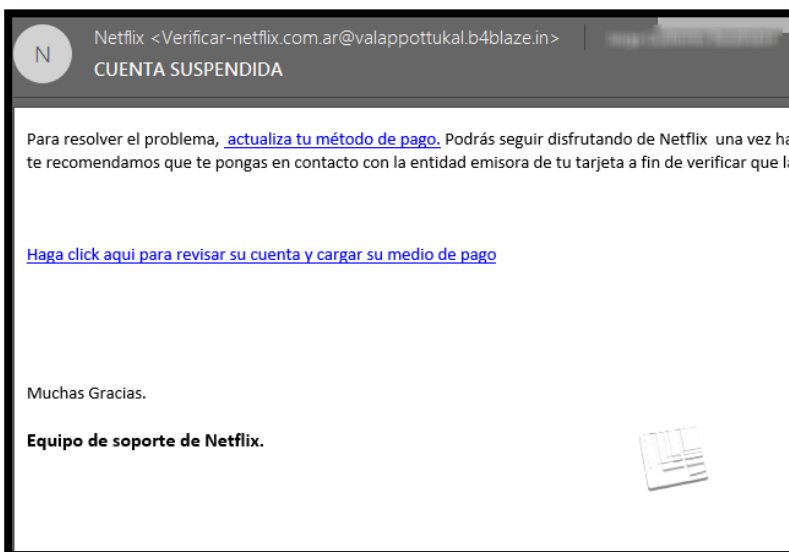 N
Netflix <Verificar-netflix.com.ar@valappottukal.b4blaze.in>
CUENTA SUSPENDIDA
Para resolver el problema, actualiza tu método de pago. Podrás seguir disfrutando de Netflix una vez ha
te recomendamos que te pongas en contacto con la entidad emisora de tu tarjeta a fin de verificar que la
Haga click aqui para revisar su cuenta y cargar su medio de pago
Muchas Gracias.
Equipo de soporte de Netflix.